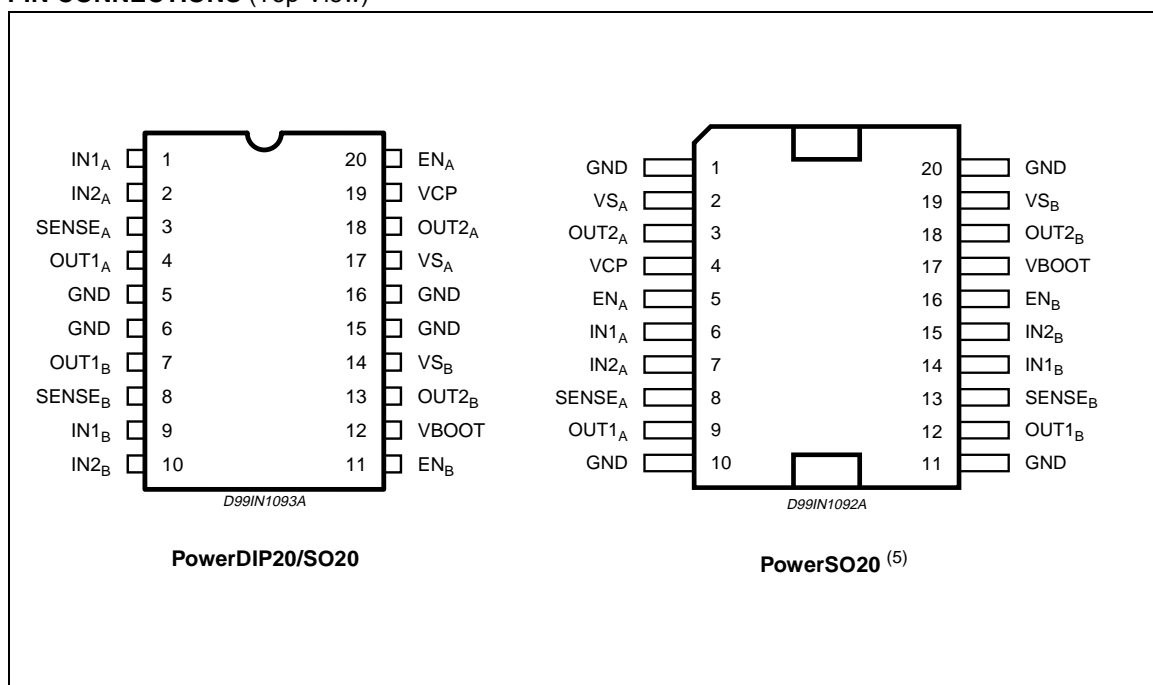 PIN CONNECTIONS (Top View)
IN1A 1 20 ENA
IN2A 2 19 VCP
SENSEA 3 18 OUT2A
OUT1A 4 17 VSA
GND 5 16 GND
GND 6 15 GND
OUT1B 7 14 VSB
SENSEB 8 13 OUT2B
IN1B 9 12 VBOOT
IN2B 10 11 ENB
D99IN1093A
PowerDIP20/SO20
GND 1 20 GND
VSA 2 19 VSB
OUT2A 3 18 OUT2B
VCP 4 17 VBOOT
ENA 5 16 ENB
IN1A 6 15 IN2B
IN2A 7 14 IN1B
SENSEA 8 13 SENSEB
OUT1A 9 12 OUT1B
GND 10 11 GND
D99IN1092A
PowerSO20 (5)